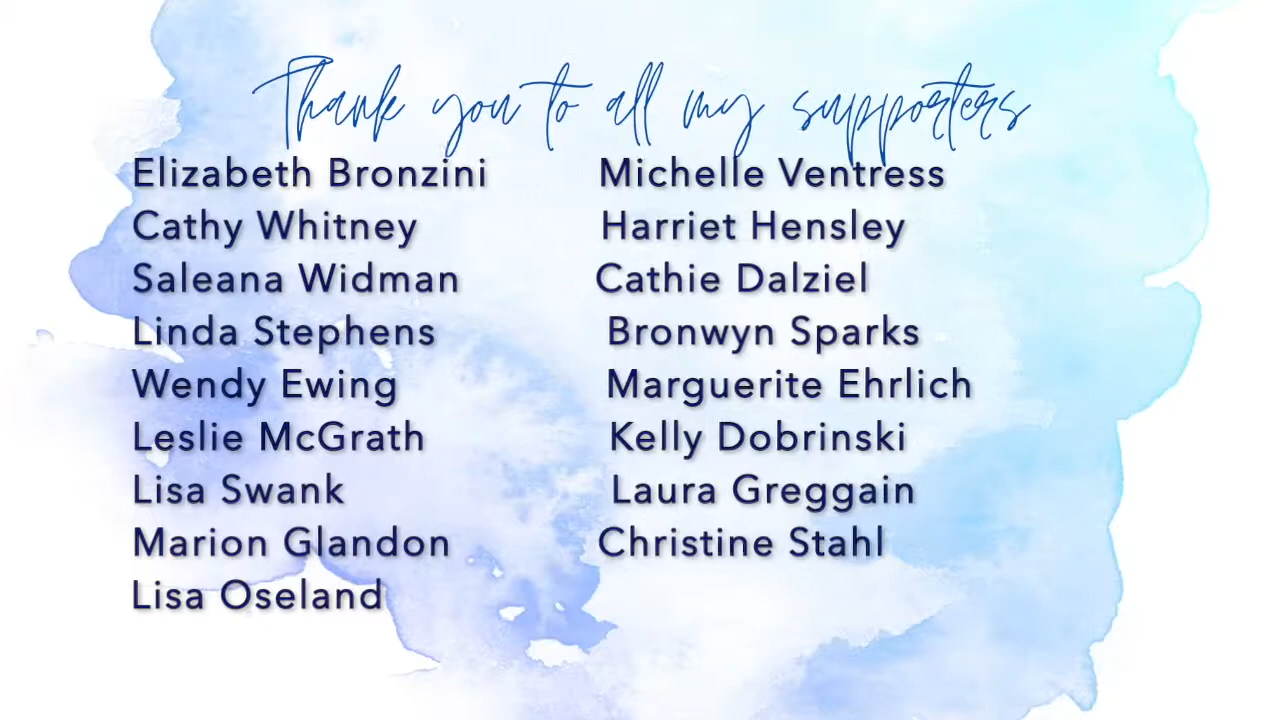 Thank you to all my supporters
Elizabeth Bronzini Michelle Ventress
Cathy Whitney Harriet Hensley
Saleana Widman Cathie Dalziel
Linda Stephens Bronwyn Sparks
Wendy Ewing Marguerite Ehrlich
Leslie McGrath Kelly Dobrinski
Lisa Swank Laura Greggain
Marion Glandon Christine Stahl
Lisa Oseland